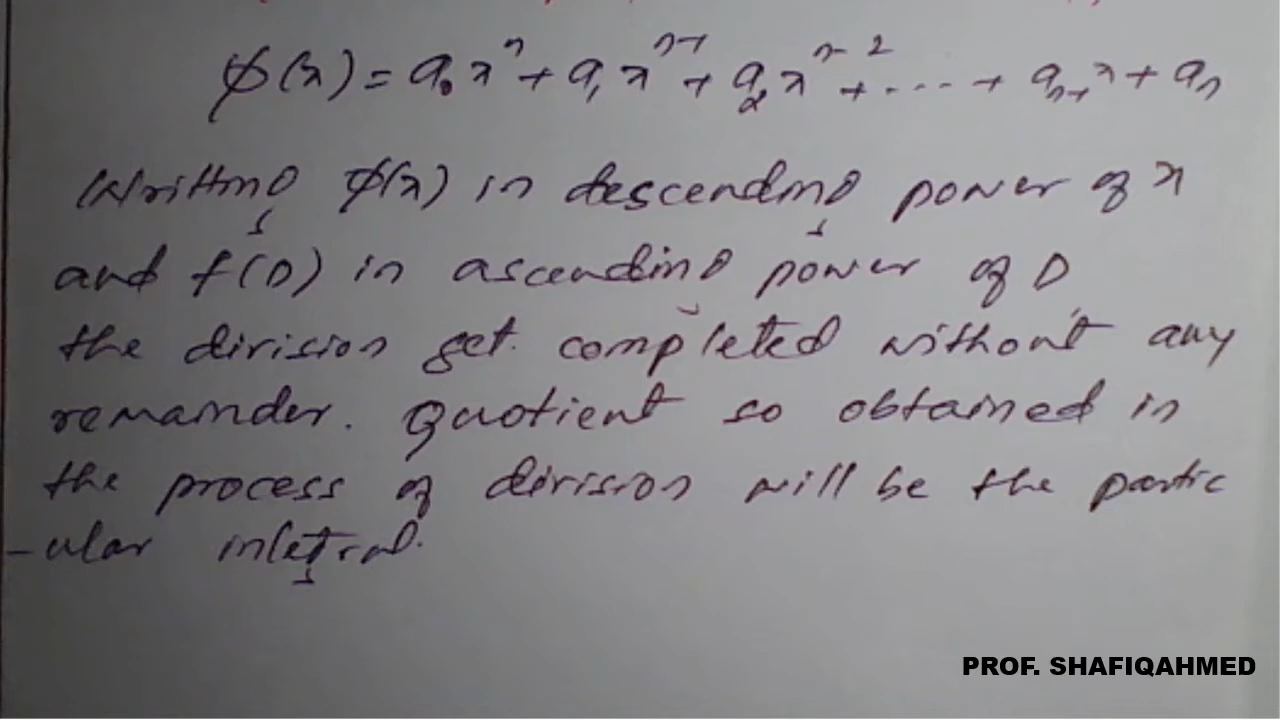 φ(x) = a₀xⁿ + a₁xⁿ⁻¹ + a₂xⁿ⁻² + .... + aₙ₋₁x + aₙ
Writing φ(x) in descending power of x
and f(D) in ascending power of D
the division get completed without any
remainder. Quotient so obtained in
the process of division will be the partic
-ular integral.
PROF. SHAFIQAHMED